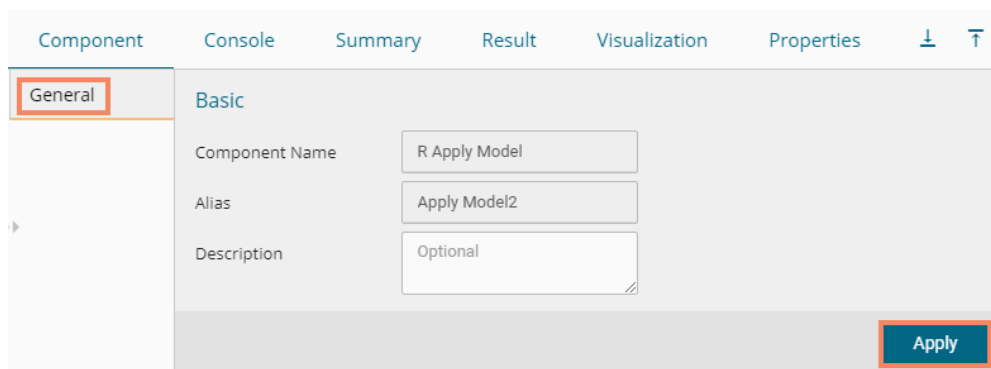 Component Console Summary Result Visualization Properties
General
Basic
Component Name R Apply Model
Alias Apply Model2
Description Optional
Apply